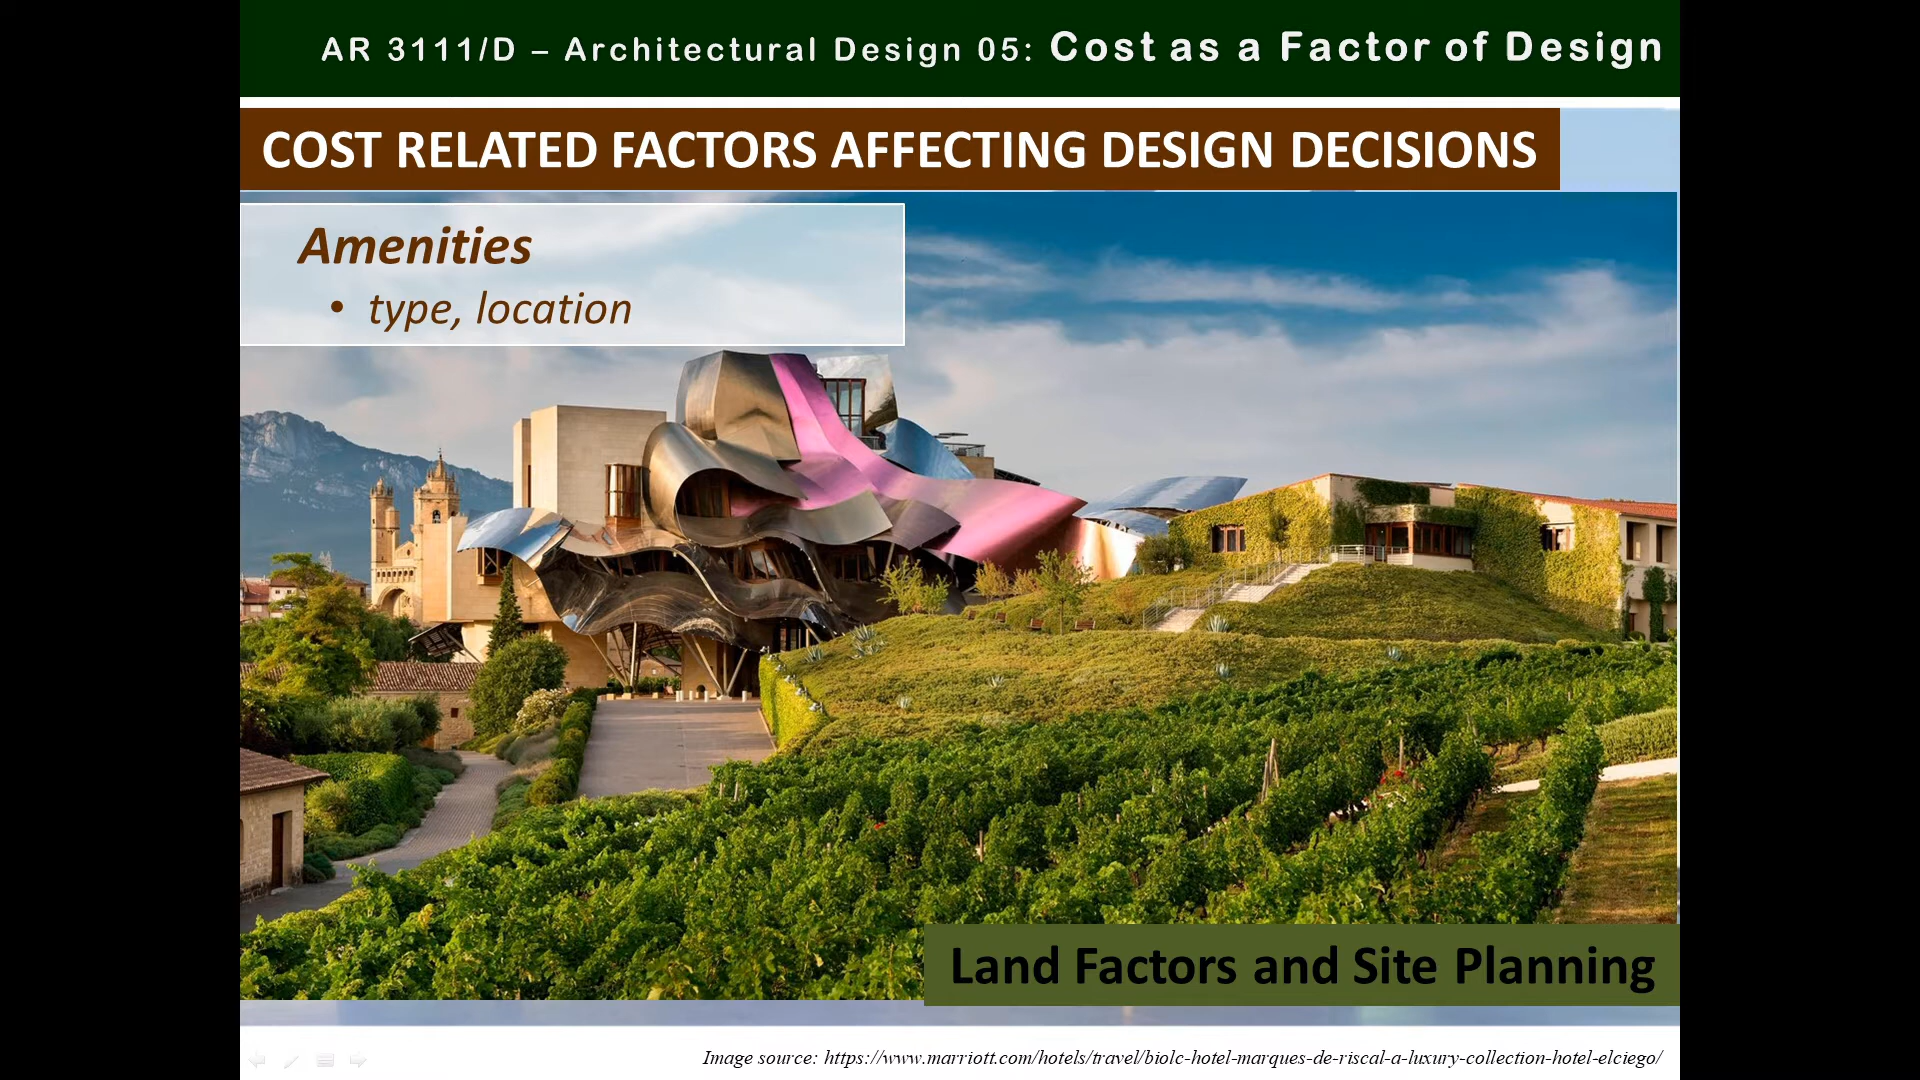 AR 3111/D – Architectural Design 05: Cost as a Factor of Design
COST RELATED FACTORS AFFECTING DESIGN DECISIONS
Amenities
• type, location
Land Factors and Site Planning
Image source: https://www.marriott.com/hotels/travel/biolc-hotel-marques-de-riscal-a-luxury-collection-hotel-elciego/